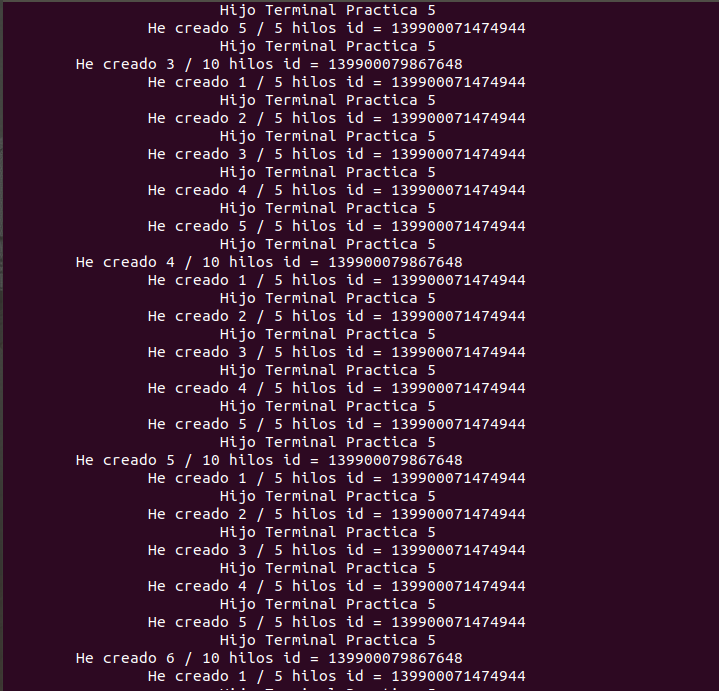 Hijo Terminal Practica 5
He creado 5 / 5 hilos id = 139900071474944
Hijo Terminal Practica 5
He creado 3 / 10 hilos id = 139900079867648
He creado 1 / 5 hilos id = 139900071474944
Hijo Terminal Practica 5
He creado 2 / 5 hilos id = 139900071474944
Hijo Terminal Practica 5
He creado 3 / 5 hilos id = 139900071474944
Hijo Terminal Practica 5
He creado 4 / 5 hilos id = 139900071474944
Hijo Terminal Practica 5
He creado 5 / 5 hilos id = 139900071474944
Hijo Terminal Practica 5
He creado 4 / 10 hilos id = 139900079867648
He creado 1 / 5 hilos id = 139900071474944
Hijo Terminal Practica 5
He creado 2 / 5 hilos id = 139900071474944
Hijo Terminal Practica 5
He creado 3 / 5 hilos id = 139900071474944
Hijo Terminal Practica 5
He creado 4 / 5 hilos id = 139900071474944
Hijo Terminal Practica 5
He creado 5 / 5 hilos id = 139900071474944
Hijo Terminal Practica 5
He creado 5 / 10 hilos id = 139900079867648
He creado 1 / 5 hilos id = 139900071474944
Hijo Terminal Practica 5
He creado 2 / 5 hilos id = 139900071474944
Hijo Terminal Practica 5
He creado 3 / 5 hilos id = 139900071474944
Hijo Terminal Practica 5
He creado 4 / 5 hilos id = 139900071474944
Hijo Terminal Practica 5
He creado 5 / 5 hilos id = 139900071474944
Hijo Terminal Practica 5
He creado 6 / 10 hilos id = 139900079867648
He creado 1 / 5 hilos id = 139900071474944
Hijo Terminal Practica 5